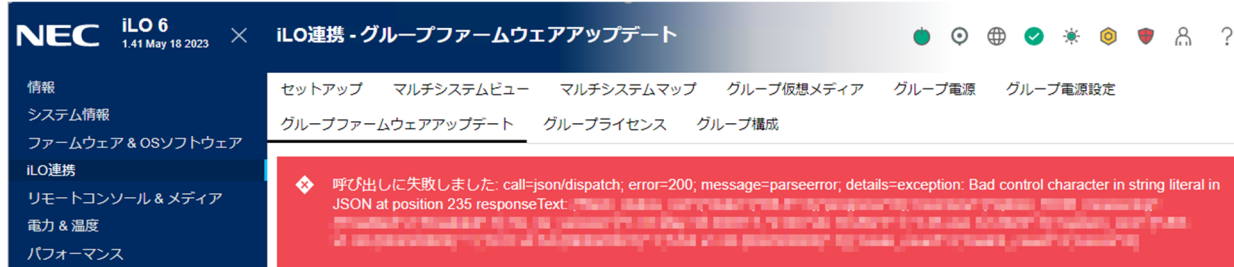 NEC
iLO 6
1.41 May 18 2023
iLO連携 - グループファームウェアアップデート
情報
システム情報
ファームウェア & OSソフトウェア
iLO連携
リモートコンソール & メディア
電力 & 温度
パフォーマンス
セットアップ マルチシステムビュー マルチシステムマップ グループ仮想メディア グループ電源 グループ電源設定
グループファームウェアアップデート グループライセンス グループ構成
呼び出しに失敗しました: call=json/dispatch; error=200; message=parseerror; details=exception: Bad control character in string literal in
JSON at position 235 responseText: